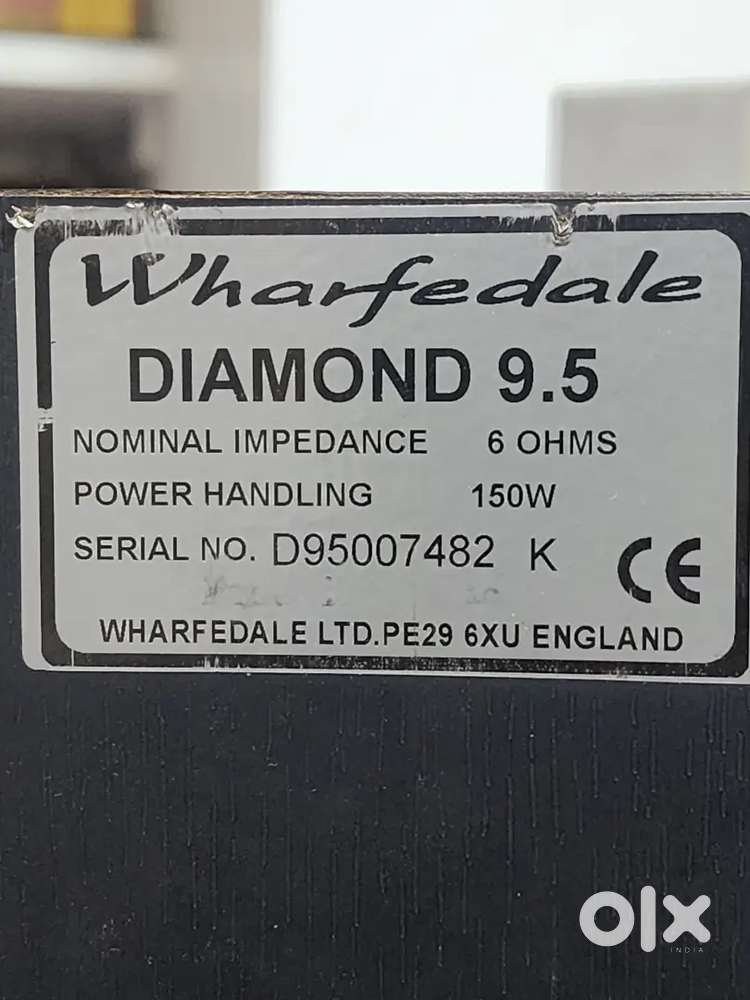 Wharfedale
DIAMOND 9.5
NOMINAL IMPEDANCE 6 OHMS
POWER HANDLING 150W
SERIAL NO. D95007482 K CE
WHARFEDALE LTD.PE29 6XU ENGLAND
olx
INDIA